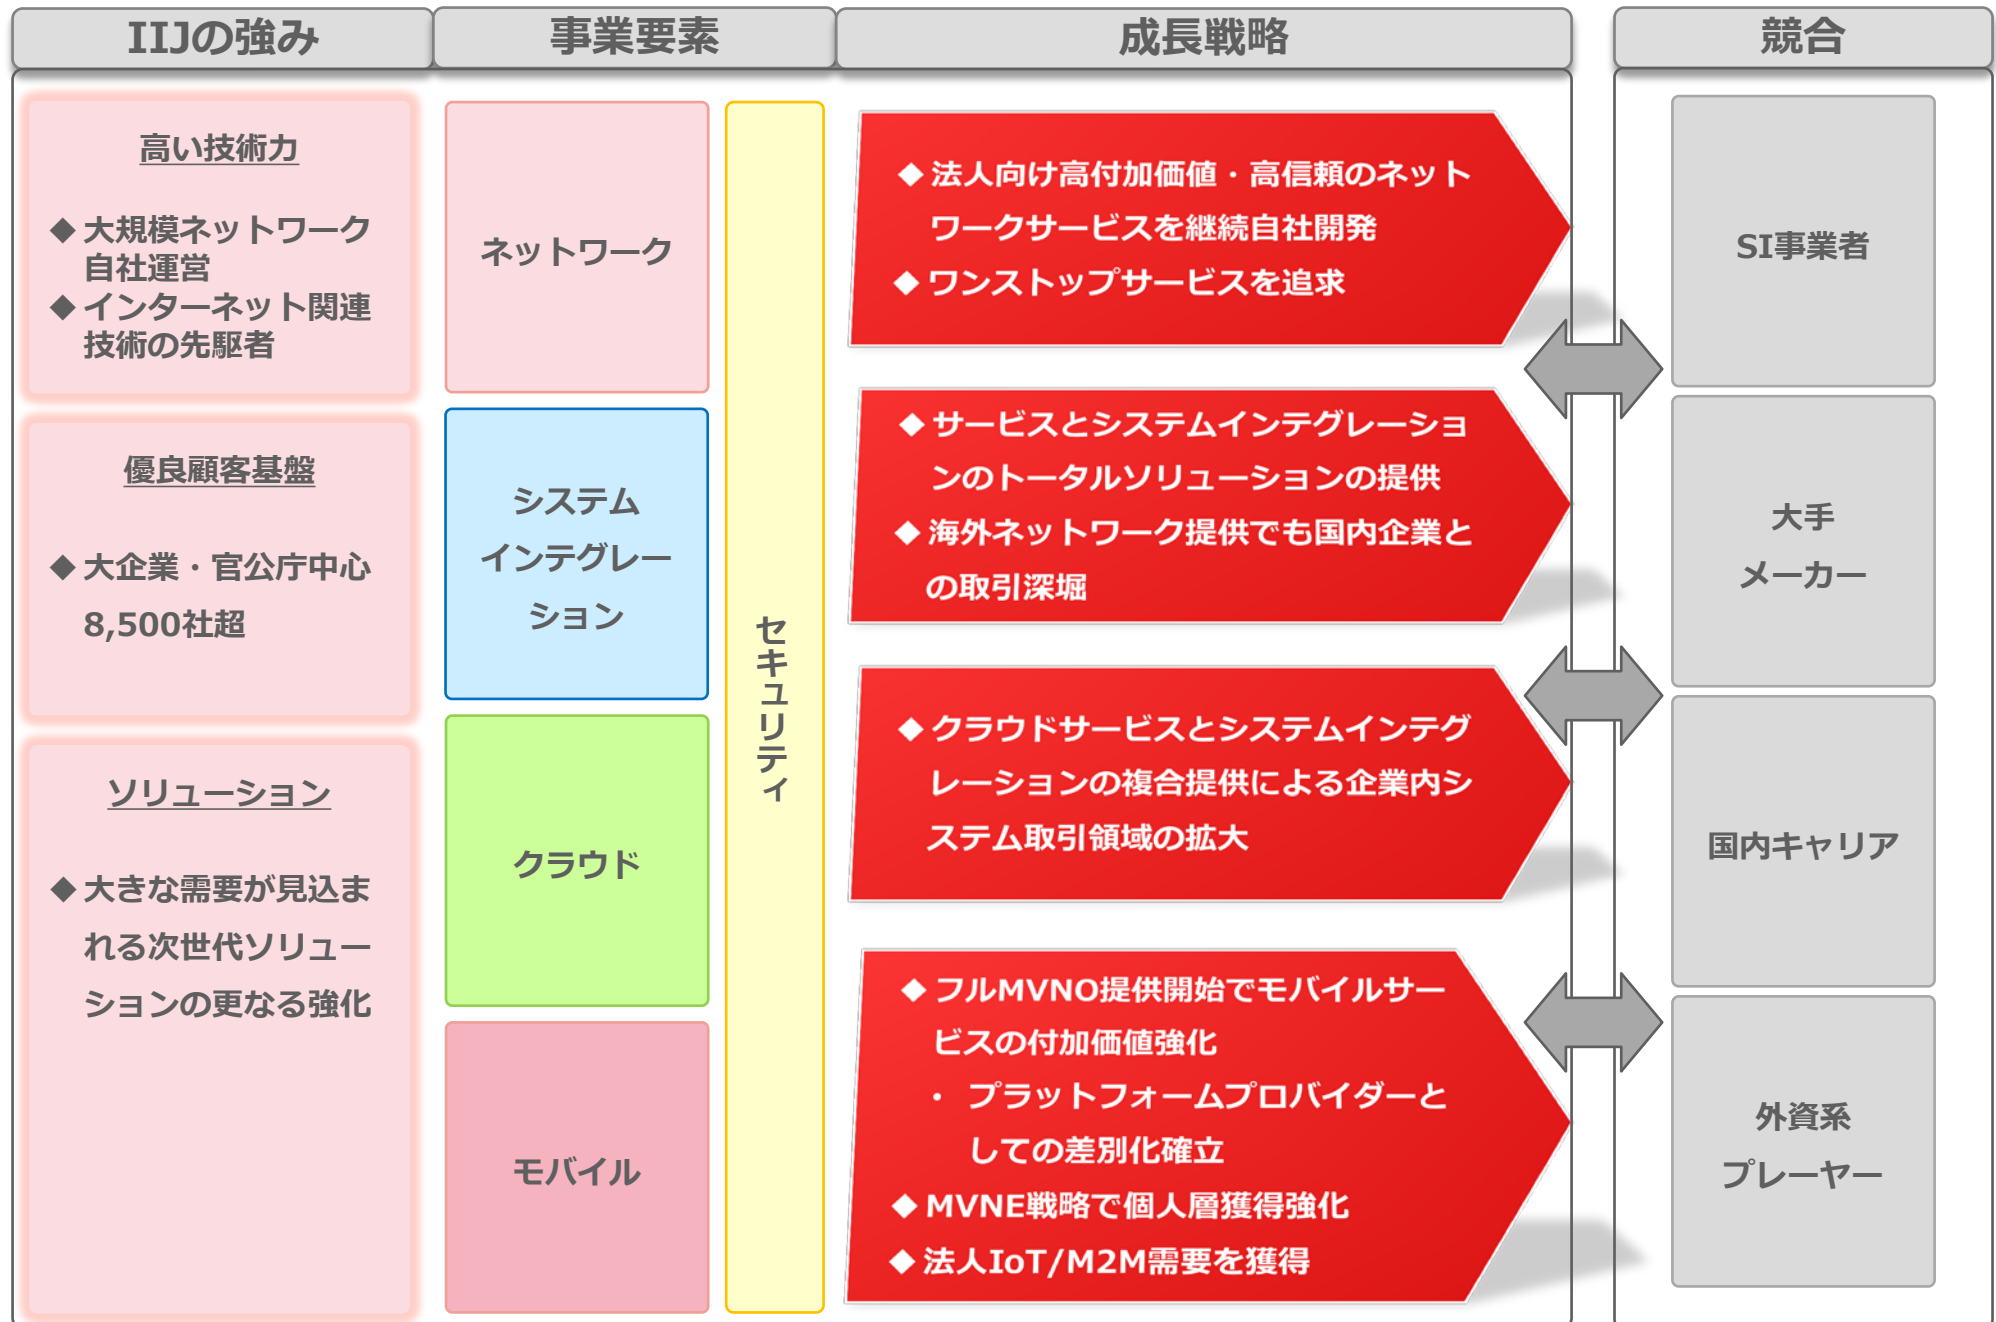 IIJの強み
事業要素
成長戦略
競合
高い技術力
◆大規模ネットワーク
自社運営
◆インターネット関連
技術の先駆者
優良顧客基盤
◆大企業・官公庁中心
8,500社超
ソリューション
◆大きな需要が見込ま
れる次世代ソリュー
ションの更なる強化
ネットワーク
システム
インテグレー
ション
クラウド
モバイル
セキュリティ
◆法人向け高付加価値・高信頼のネット
ワークサービスを継続自社開発
◆ワンストップサービスを追求
◆サービスとシステムインテグレーショ
ンのトータルソリューションの提供
◆海外ネットワーク提供でも国内企業と
の取引深堀
◆クラウドサービスとシステムインテグ
レーションの複合提供による企業内シ
ステム取引領域の拡大
◆フルMVNO提供開始でモバイルサー
ビスの付加価値強化
・ プラットフォームプロバイダーと
しての差別化確立
◆MVNE戦略で個人層獲得強化
◆法人IoT/M2M需要を獲得
SI事業者
大手
メーカー
国内キャリア
外資系
プレーヤー